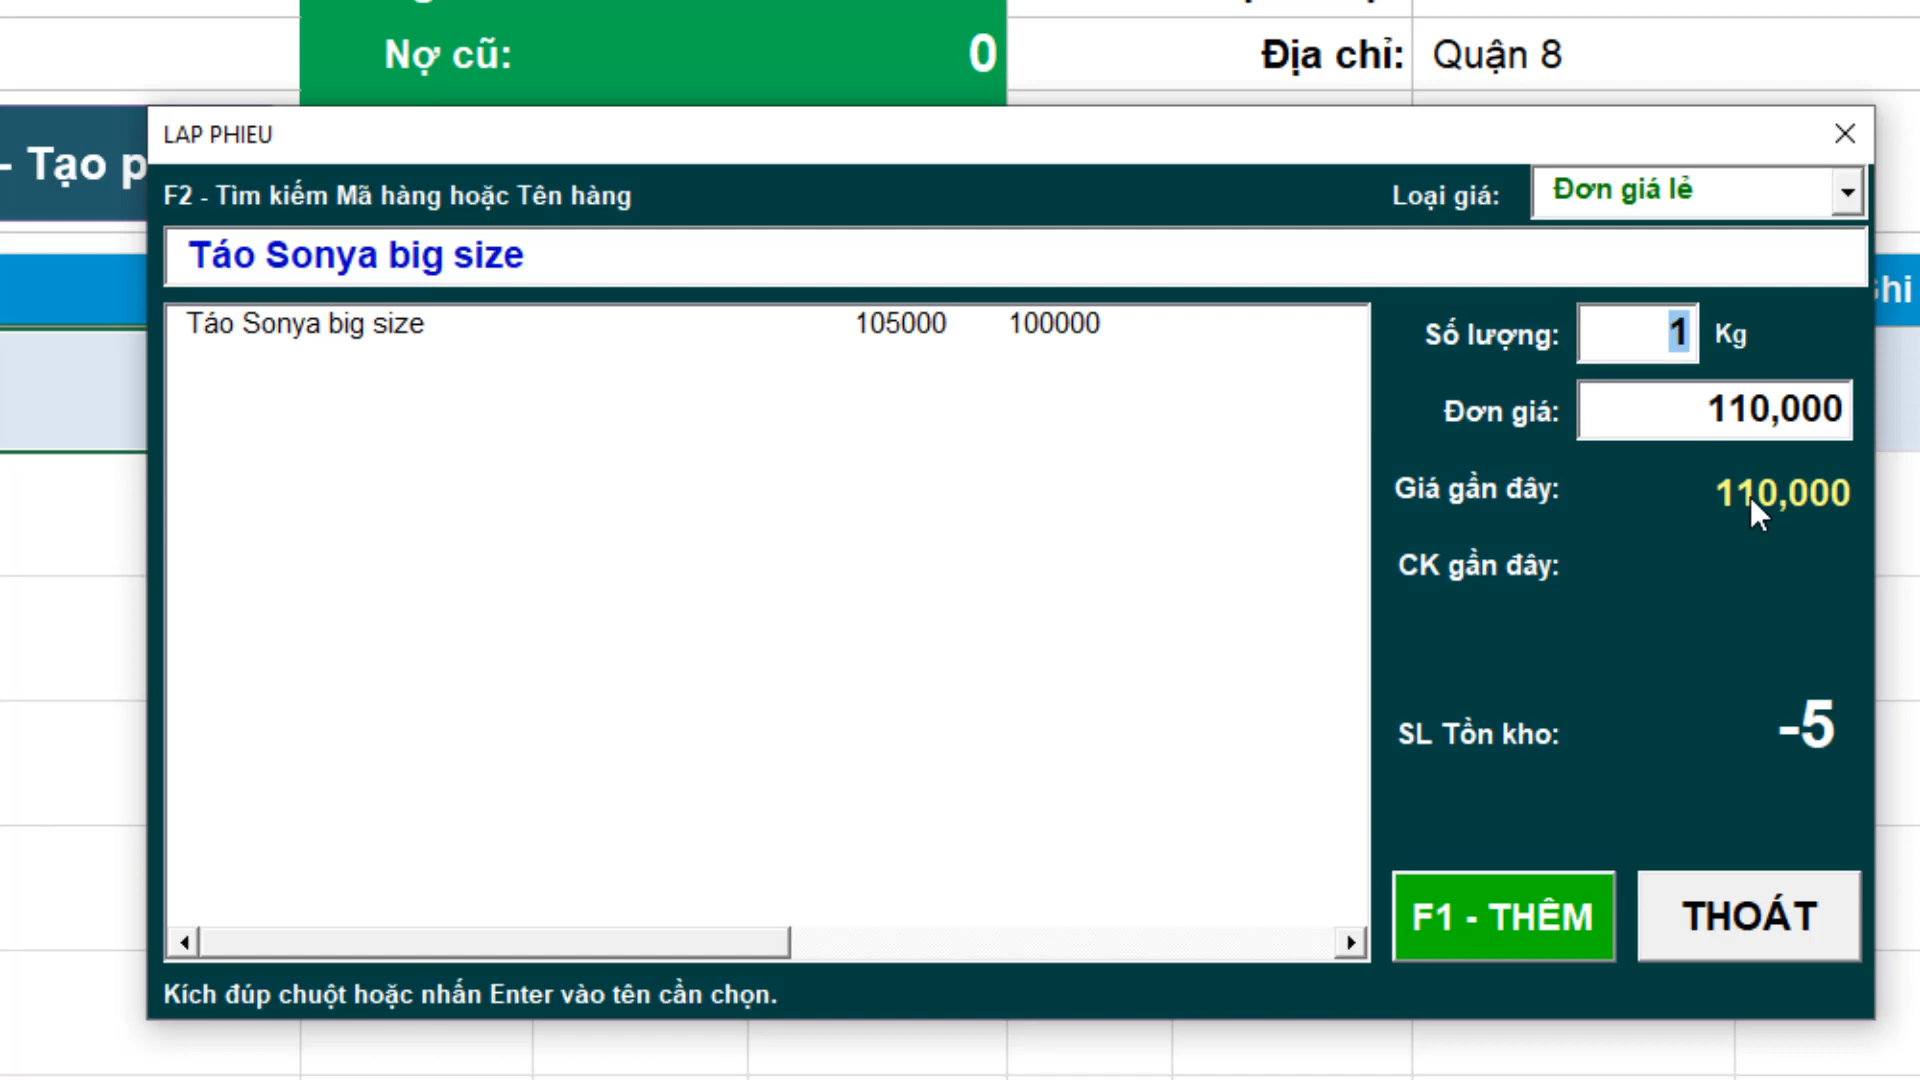 Nợ cũ: 0 Địa chỉ: Quận 8
- Tạo p
LAP PHIEU
F2 - Tìm kiếm Mã hàng hoặc Tên hàng Loại giá: Đơn giá lẻ
Táo Sonya big size
hi
Táo Sonya big size 105000 100000
Số lượng: 1 Kg
Đơn giá: 110,000
Giá gần đây: 110,000
CK gần đây:
SL Tồn kho: -5
F1 - THÊM THOÁT
Kích đúp chuột hoặc nhấn Enter vào tên cần chọn.